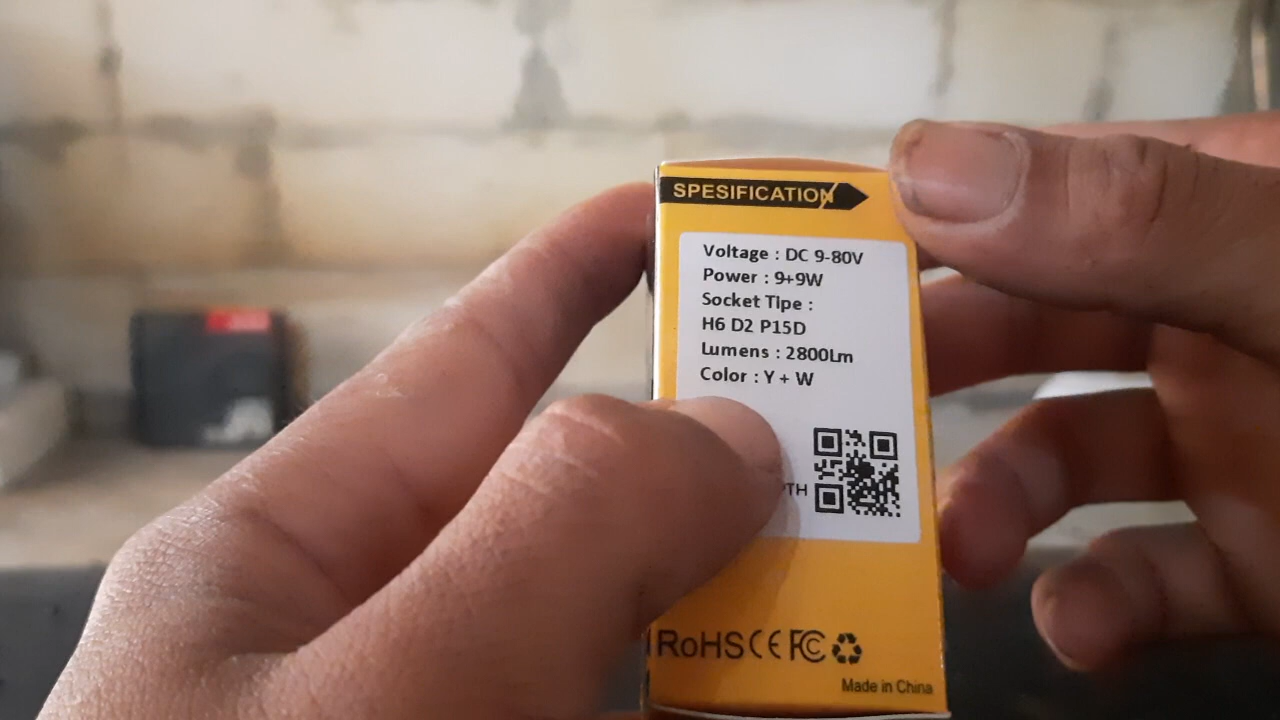 SPESIFICATION
Voltage : DC 9-80V
Power : 9+9W
Socket Tipe :
H6 D2 P15D
Lumens : 2800Lm
Color : Y + W
RoHS CE FC
Made in China